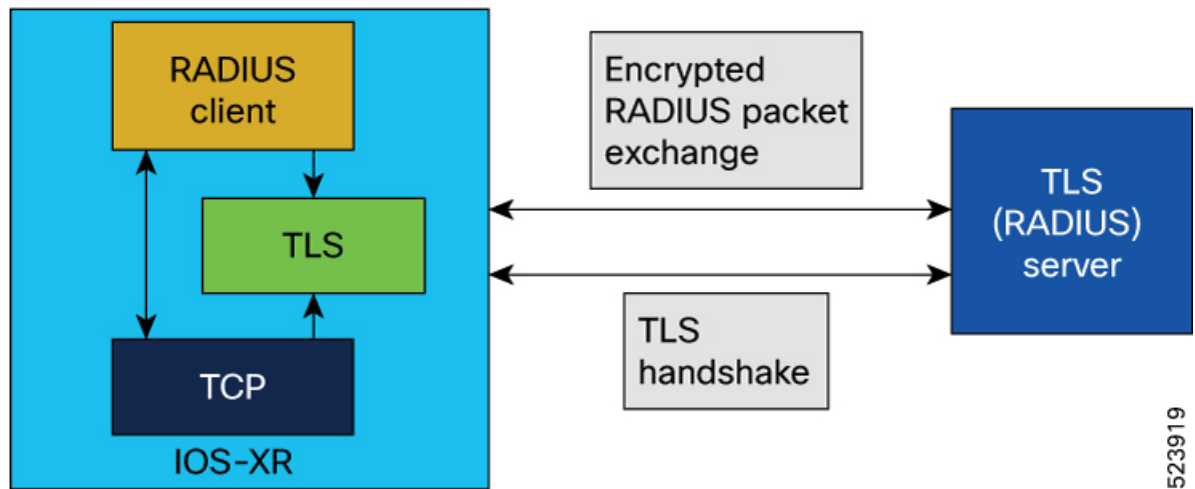 RADIUS
client
TLS
TCP
IOS-XR
Encrypted
RADIUS packet
exchange
TLS
handshake
TLS
(RADIUS)
server
523919